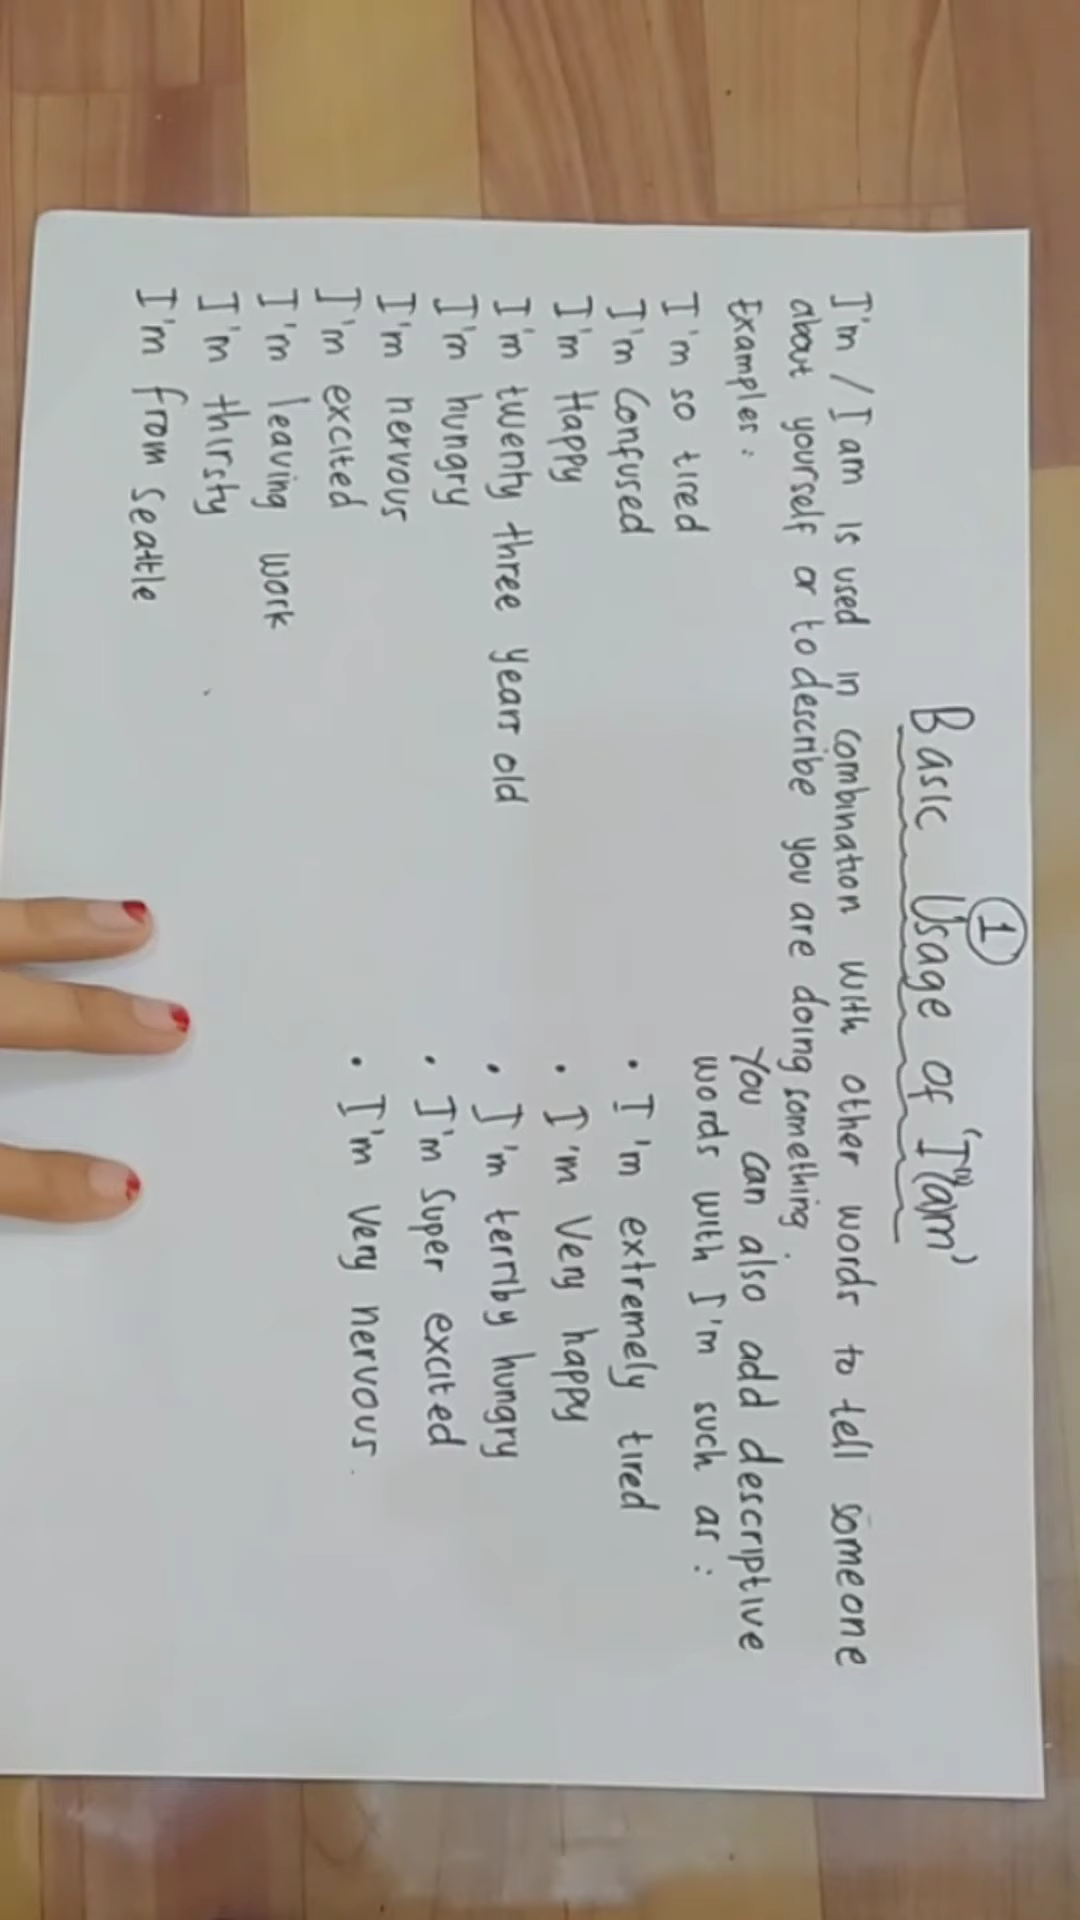 1
Basic Usage of 'I'm/I am'
I'm / I am is used in combination with other words to tell someone
about yourself or to describe you are doing something.
Examples:
I'm so tired
I'm Confused
I'm Happy
I'm twenty three years old
I'm hungry
I'm nervous
I'm excited
I'm leaving work
I'm thirsty
I'm from Seattle
You can also add descriptive
words with I'm such as:
• I'm extremely tired
• I'm Very happy
• I'm terriby hungry
• I'm Super excited
• I'm Very nervous.